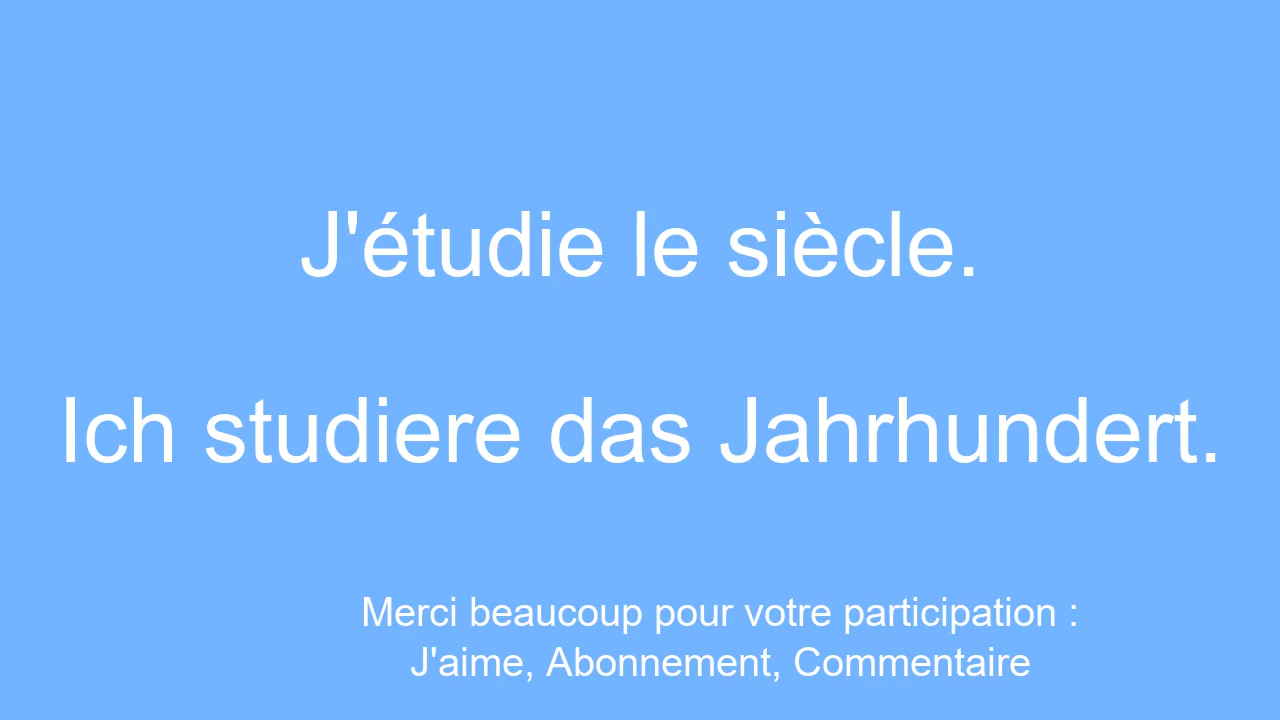 J'étudie le siècle.
Ich studiere das Jahrhundert.
Merci beaucoup pour votre participation :
J'aime, Abonnement, Commentaire